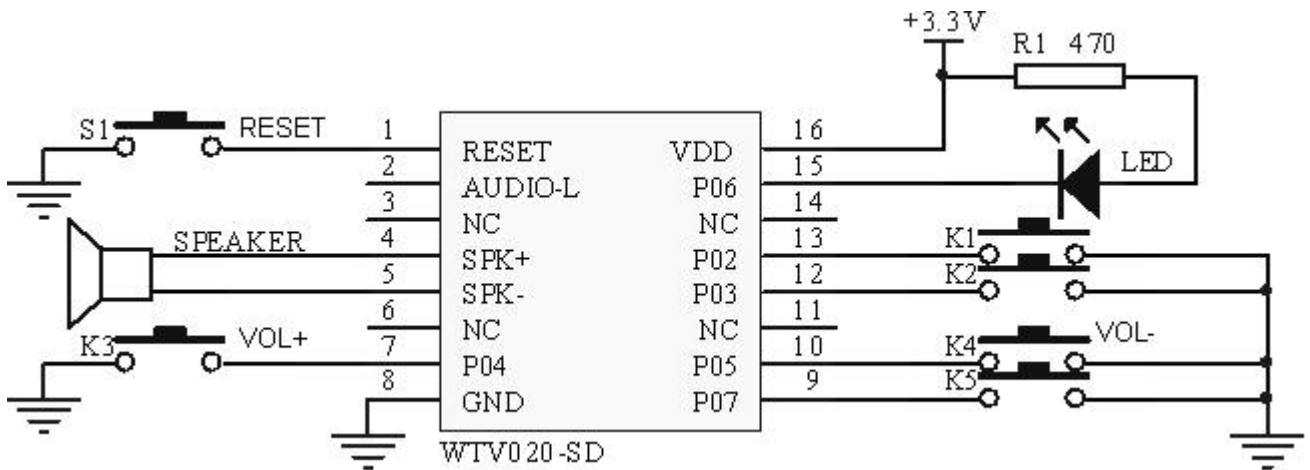 +3.3V
R1 470
S1 RESET
LED
1 RESET VDD 16
2 AUDIO-L P06 15
3 NC NC 14
SPEAKER 4 SPK+ P02 13 K1
5 SPK- P03 12 K2
6 NC NC 11
K3 VOL+ 7 P04 P05 10 K4 VOL-
8 GND P07 9 K5
WTV020-SD